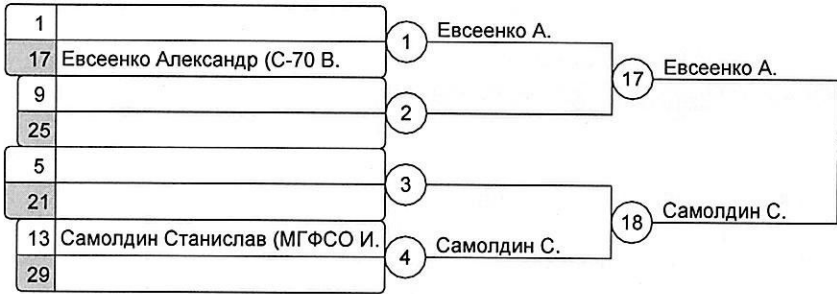 1
17 Евсеенко Александр (С-70 В.
9
25
5
21
13 Самолдин Станислав (МГФСО И.
29
1 Евсеенко А.
2
3
4 Самолдин С.
17 Евсеенко А.
18 Самолдин С.